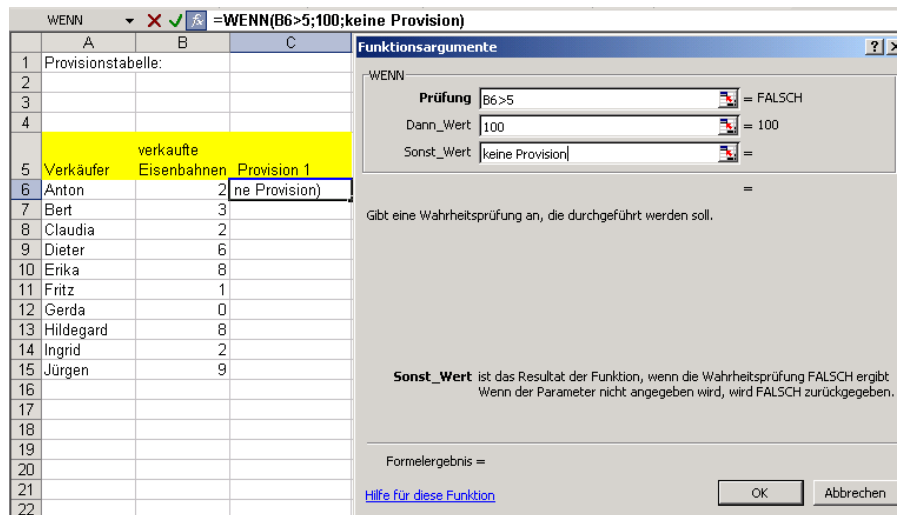 WENN =WENN(B6>5;100;keine Provision)
A B C
1 Provisionstabelle:
2
3
4
5 Verkäufer verkaufte Eisenbahnen Provision 1
6 Anton 2 ne Provision)
7 Bert 3
8 Claudia 2
9 Dieter 6
10 Erika 8
11 Fritz 1
12 Gerda 0
13 Hildegard 8
14 Ingrid 2
15 Jürgen 9
16
17
18
19
20
21
22
Funktionsargumente
WENN
Prüfung B6>5 = FALSCH
Dann_Wert 100 = 100
Sonst_Wert keine Provision =
=
Gibt eine Wahrheitsprüfung an, die durchgeführt werden soll.
Sonst_Wert ist das Resultat der Funktion, wenn die Wahrheitsprüfung FALSCH ergibt
Wenn der Parameter nicht angegeben wird, wird FALSCH zurückgegeben.
Formelergebnis =
Hilfe für diese Funktion OK Abbrechen